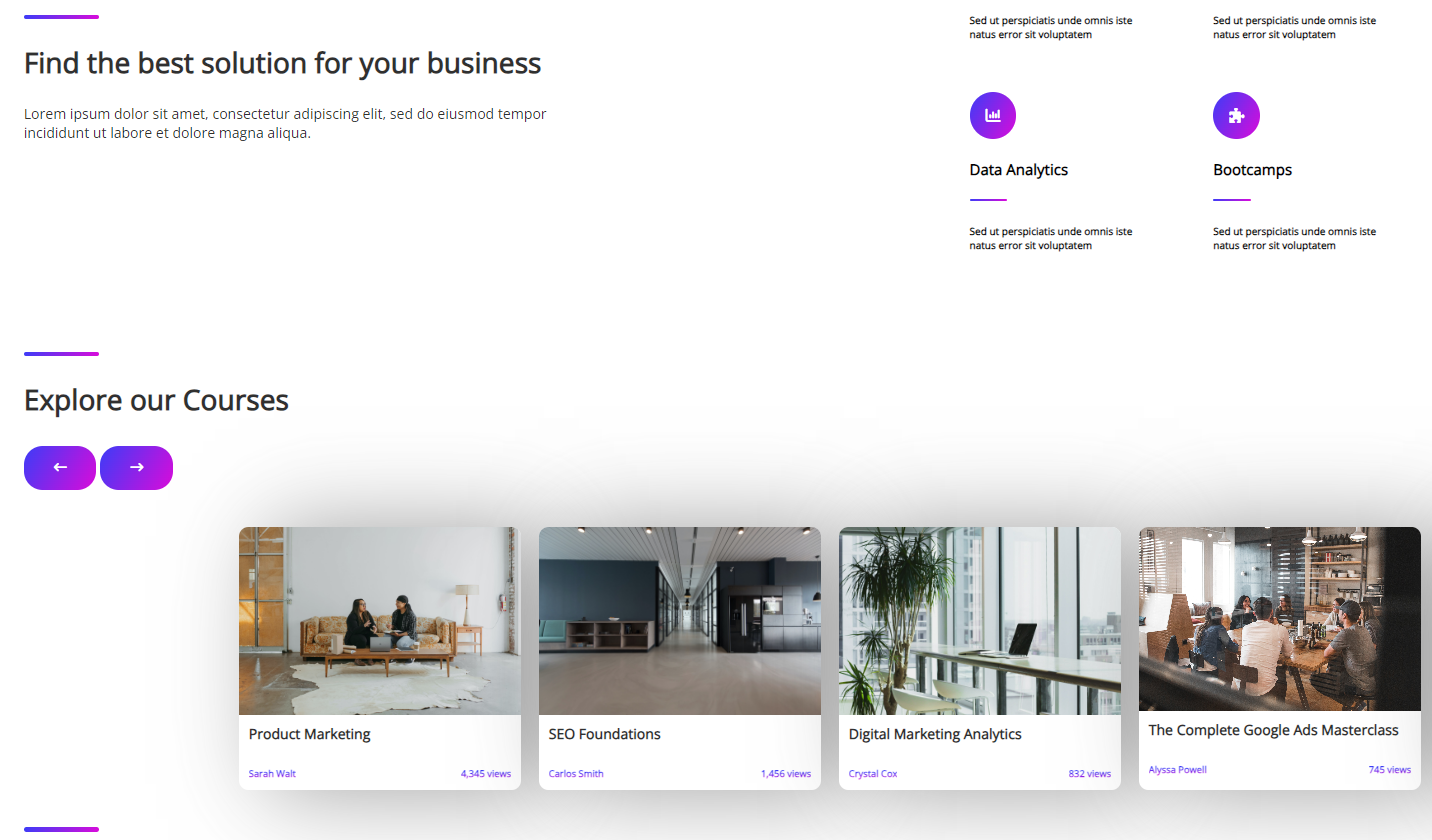 Find the best solution for your business
Lorem ipsum dolor sit amet, consectetur adipiscing elit, sed do eiusmod tempor
incididunt ut labore et dolore magna aliqua.
Sed ut perspiciatis unde omnis iste
natus error sit voluptatem
Sed ut perspiciatis unde omnis iste
natus error sit voluptatem
Data Analytics
Sed ut perspiciatis unde omnis iste
natus error sit voluptatem
Bootcamps
Sed ut perspiciatis unde omnis iste
natus error sit voluptatem
Explore our Courses
Product Marketing
Sarah Walt 4,345 views
SEO Foundations
Carlos Smith 1,456 views
Digital Marketing Analytics
Crystal Cox 832 views
The Complete Google Ads Masterclass
Alyssa Powell 745 views